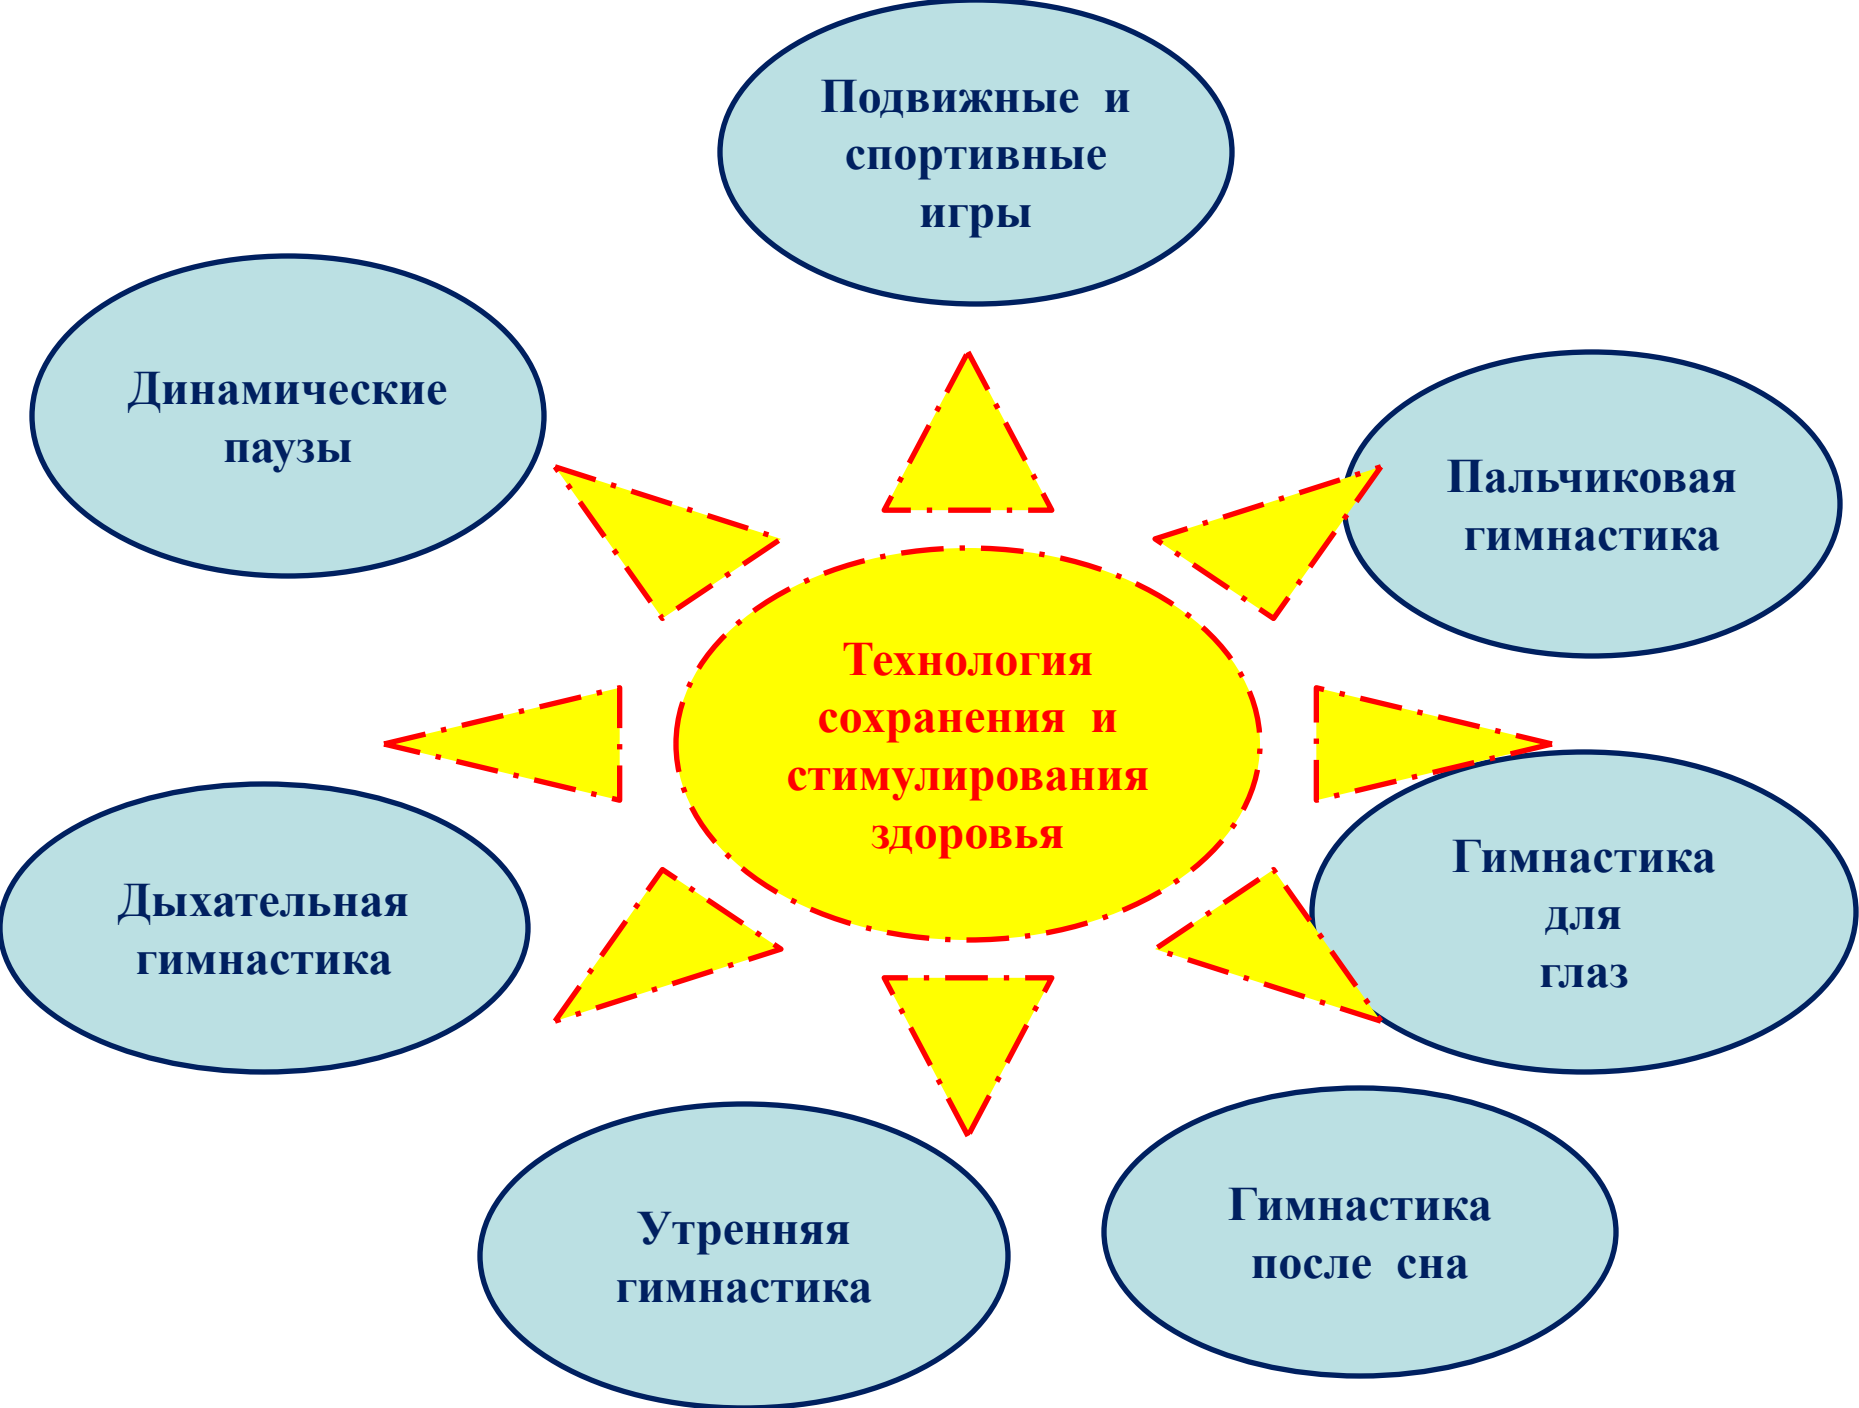 Подвижные и
спортивные
игры
Динамические
паузы
Пальчиковая
гимнастика
Технология
сохранения и
стимулирования
здоровья
Гимнастика
для
глаз
Дыхательная
гимнастика
Утренняя
гимнастика
Гимнастика
после сна